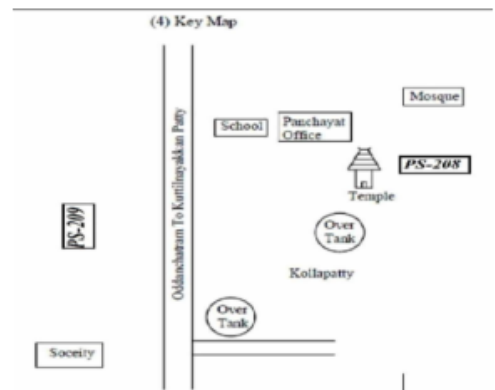 (4) Key Map
Mosque
School
Panchayat
Office
PS-208
Temple
Oddanchatram To Kuttilnayakkan Patty
PS-209
Over
Tank
Kollapatty
Over
Tank
Soceity